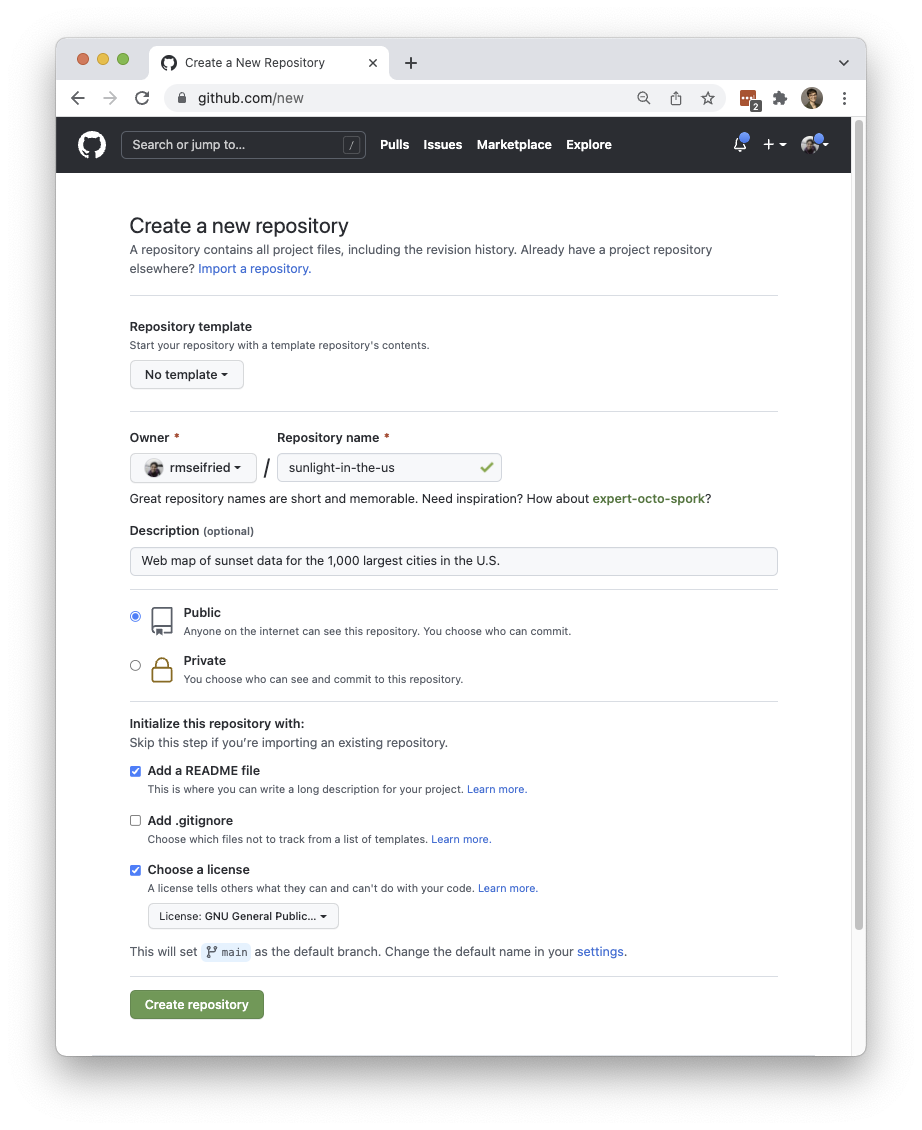 Create a New Repository
github.com/new
2
Search or jump to...
/
Pulls Issues Marketplace Explore
Create a new repository
A repository contains all project files, including the revision history. Already have a project repository
elsewhere? Import a repository.
Repository template
Start your repository with a template repository's contents.
No template
Owner * Repository name *
rmseifried / sunlight-in-the-us
Great repository names are short and memorable. Need inspiration? How about expert-octo-spork?
Description (optional)
Web map of sunset data for the 1,000 largest cities in the U.S.
Public
Anyone on the internet can see this repository. You choose who can commit.
Private
You choose who can see and commit to this repository.
Initialize this repository with:
Skip this step if you're importing an existing repository.
Add a README file
This is where you can write a long description for your project. Learn more.
Add .gitignore
Choose which files not to track from a list of templates. Learn more.
Choose a license
A license tells others what they can and can't do with your code. Learn more.
License: GNU General Public...
This will set main as the default branch. Change the default name in your settings.
Create repository